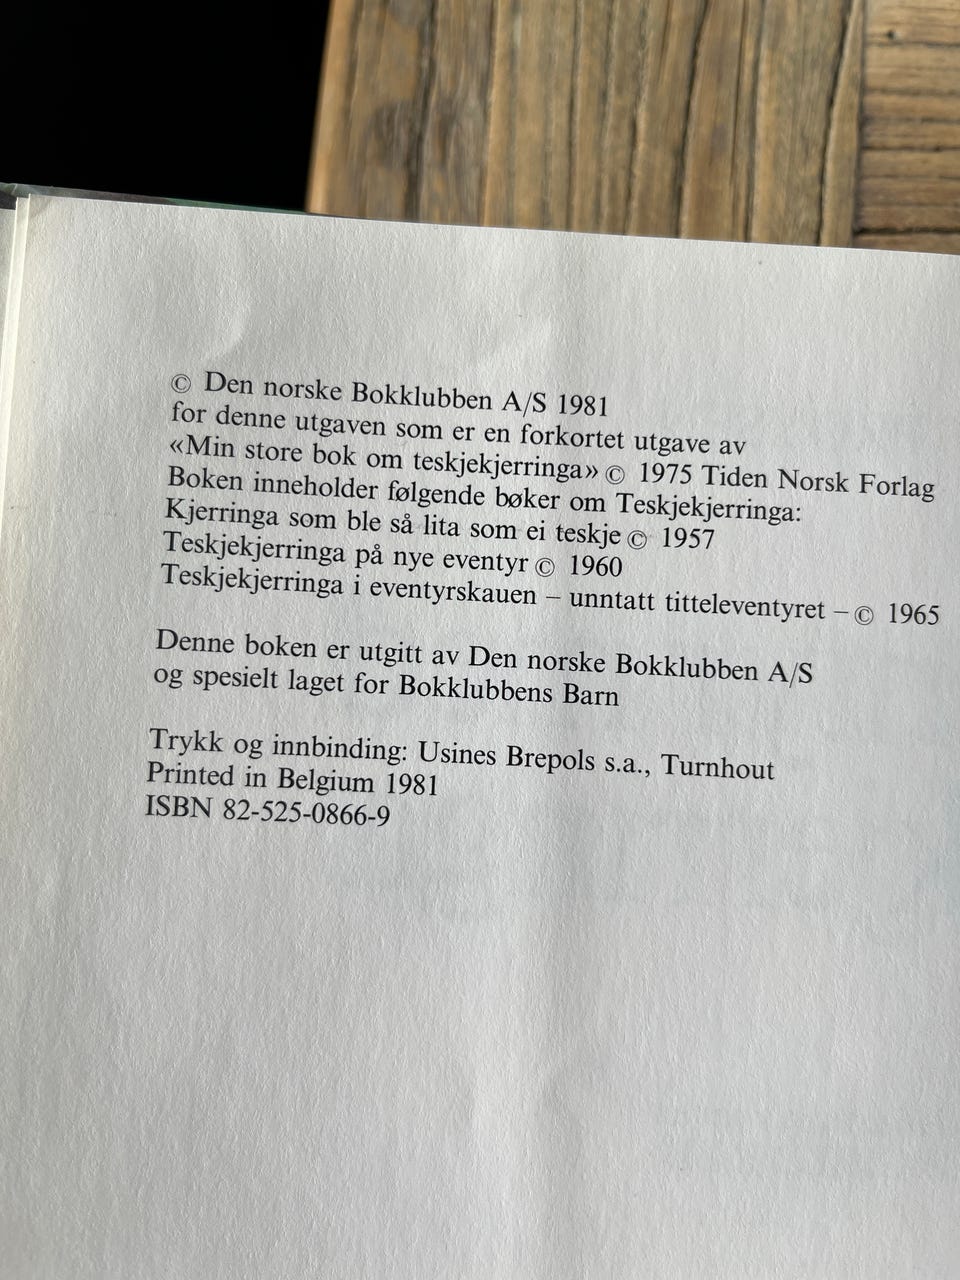 © Den norske Bokklubben A/S 1981
for denne utgaven som er en forkortet utgave av
«Min store bok om teskjekjerringa» © 1975 Tiden Norsk Forlag
Boken inneholder følgende bøker om Teskjekjerringa:
Kjerringa som ble så lita som ei teskje © 1957
Teskjekjerringa på nye eventyr © 1960
Teskjekjerringa i eventyrskauen – unntatt titteleventyret – © 1965
Denne boken er utgitt av Den norske Bokklubben A/S
og spesielt laget for Bokklubbens Barn
Trykk og innbinding: Usines Brepols s.a., Turnhout
Printed in Belgium 1981
ISBN 82-525-0866-9